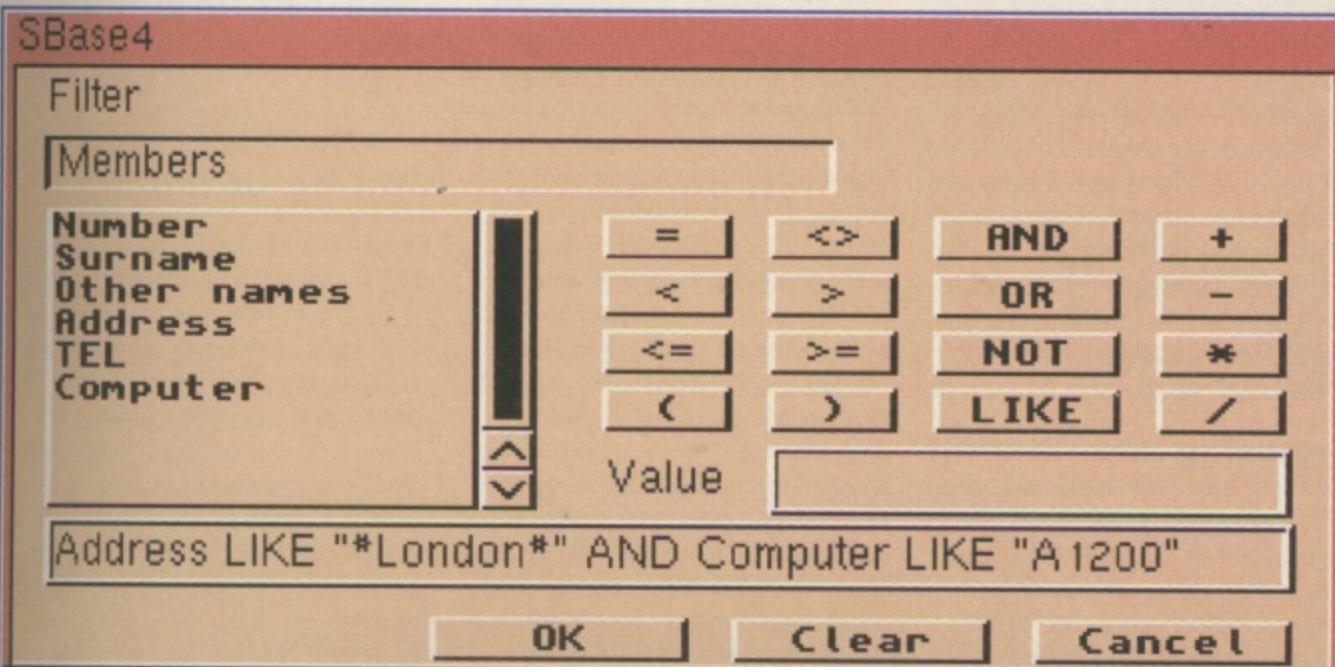 SBase4
Filter
Members
Number
Surname
Other names
Address
TEL
Computer
= <> AND +
< > OR -
<= >= NOT *
( ) LIKE /
Value
Address LIKE "*London*" AND Computer LIKE "A1200"
OK Clear Cancel